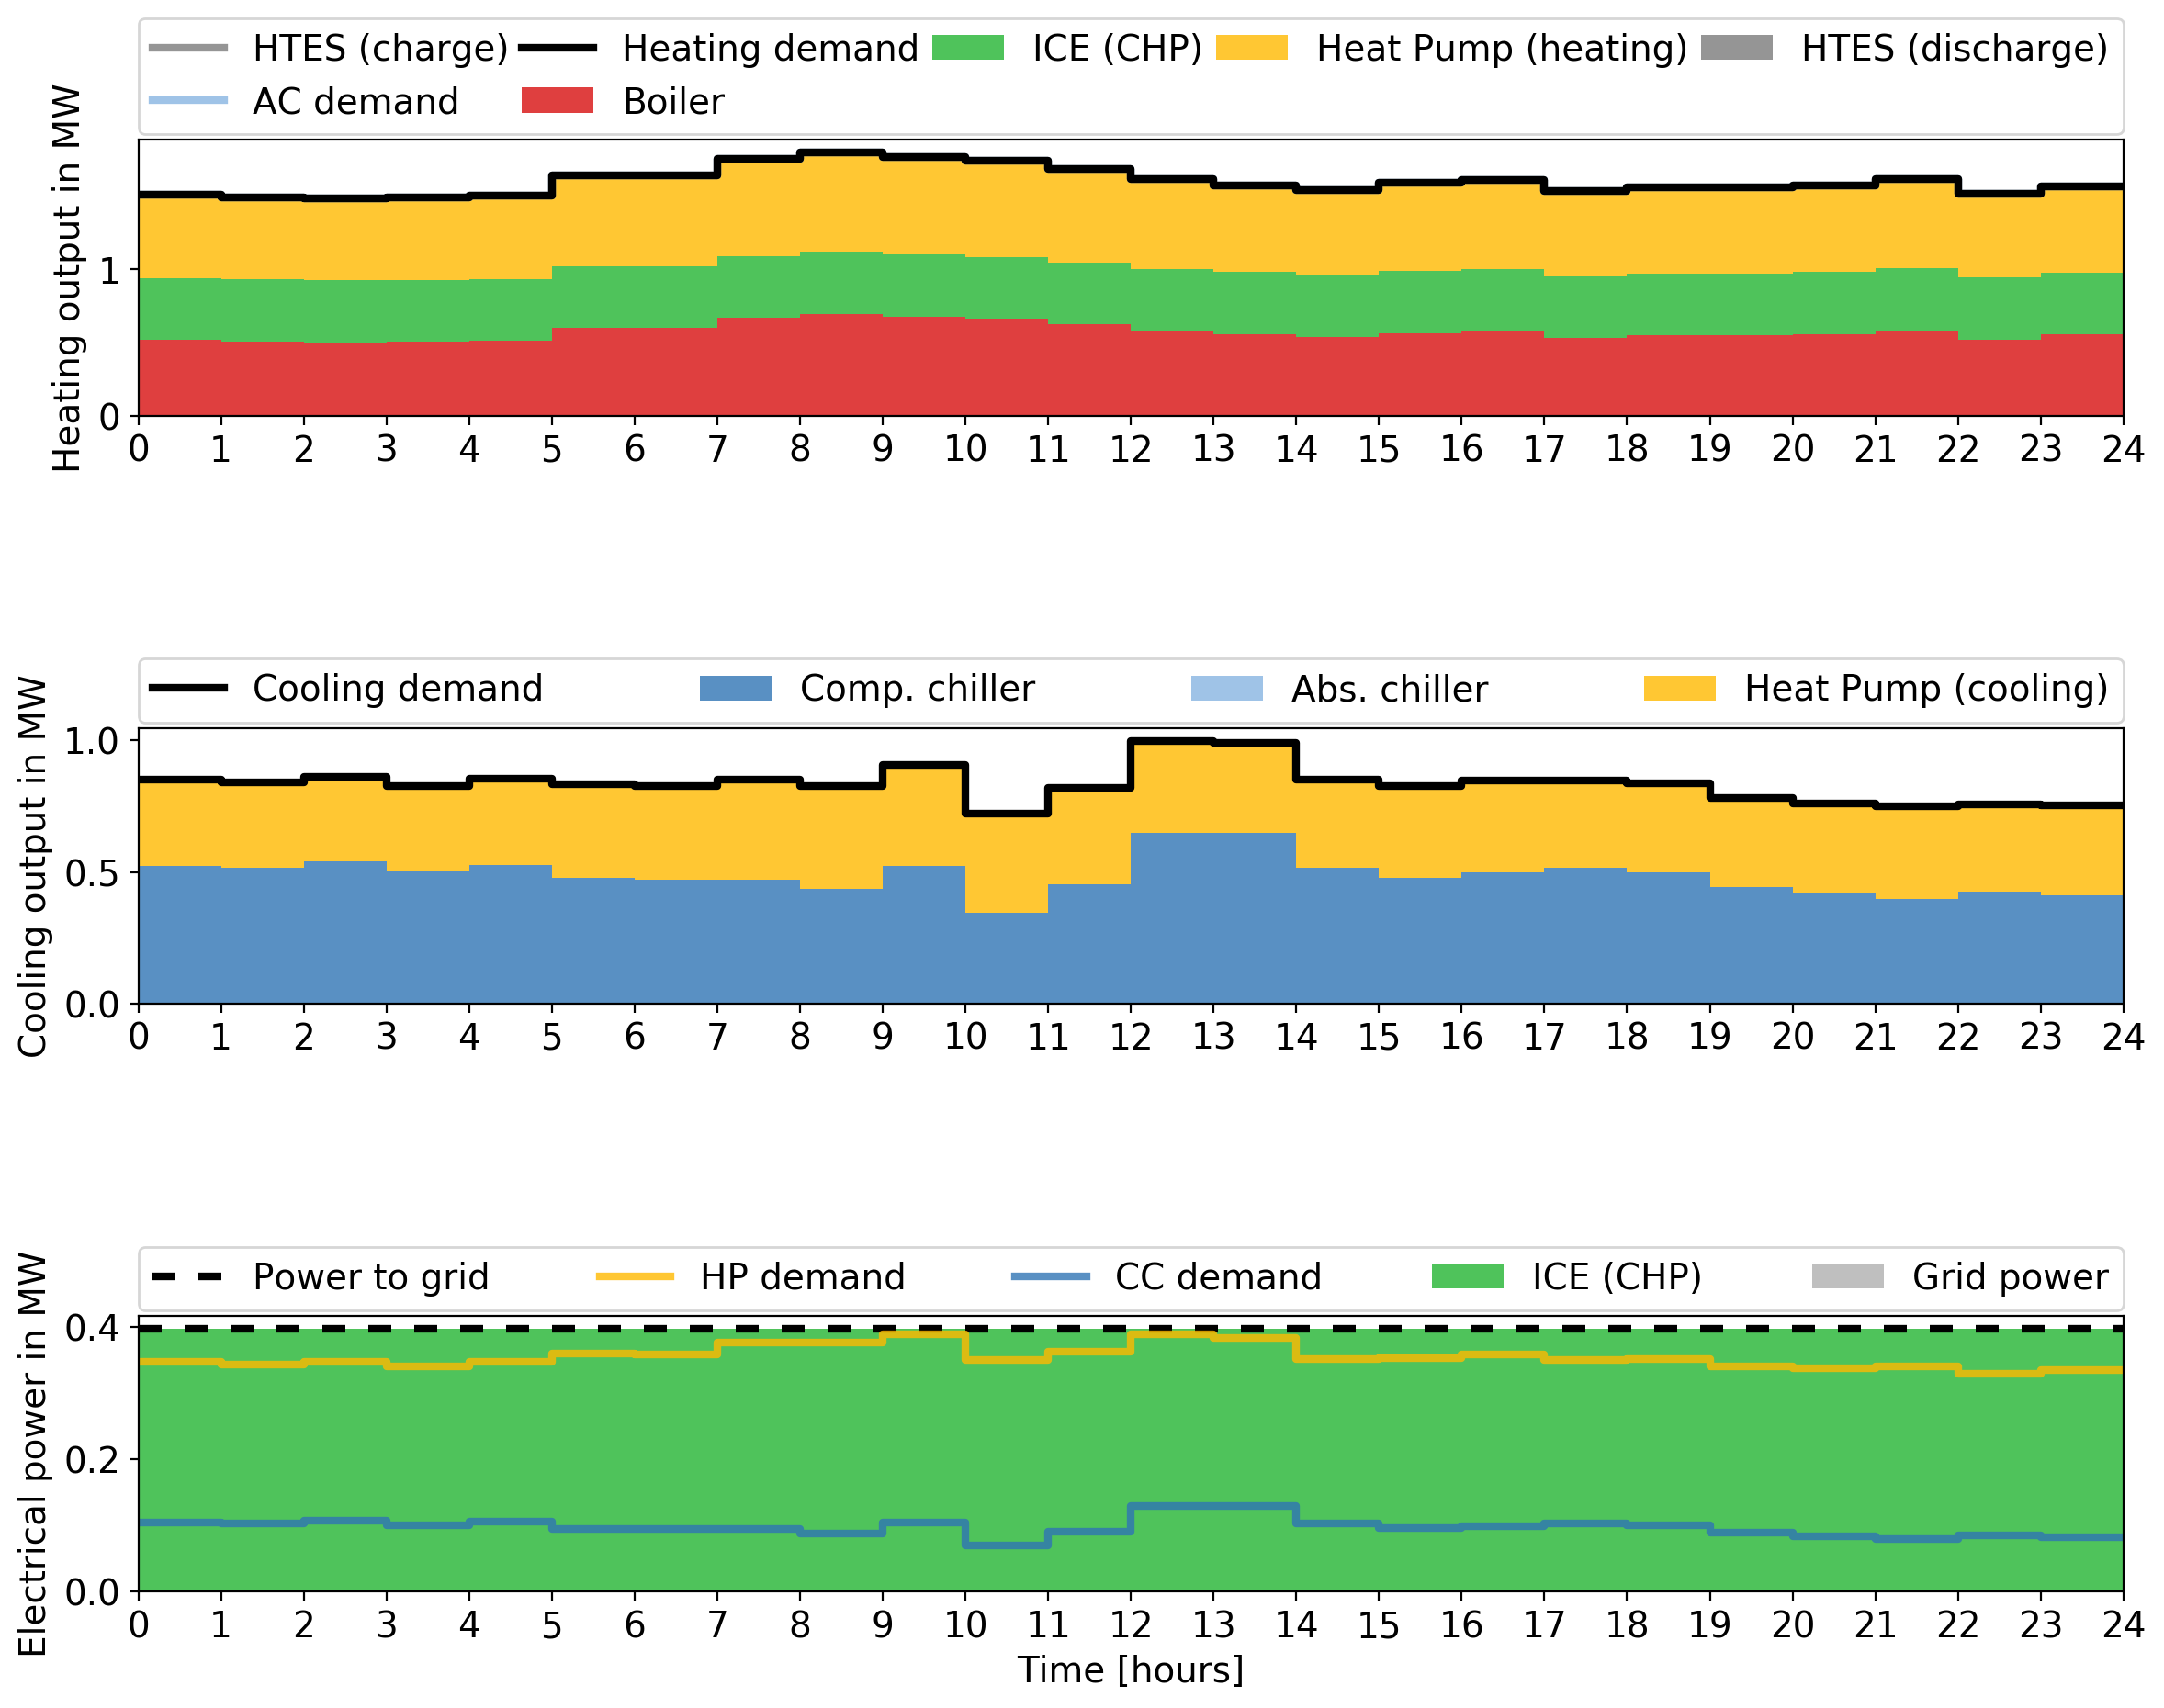 HTES (charge) Heating demand ICE (CHP) Heat Pump (heating) HTES (discharge)
AC demand Boiler
Heating output in MW
1
0
0 1 2 3 4 5 6 7 8 9 10 11 12 13 14 15 16 17 18 19 20 21 22 23 24
Cooling demand Comp. chiller Abs. chiller Heat Pump (cooling)
Cooling output in MW
1.0
0.5
0.0
0 1 2 3 4 5 6 7 8 9 10 11 12 13 14 15 16 17 18 19 20 21 22 23 24
Power to grid HP demand CC demand ICE (CHP) Grid power
Electrical power in MW
0.4
0.2
0.0
0 1 2 3 4 5 6 7 8 9 10 11 12 13 14 15 16 17 18 19 20 21 22 23 24
Time [hours]